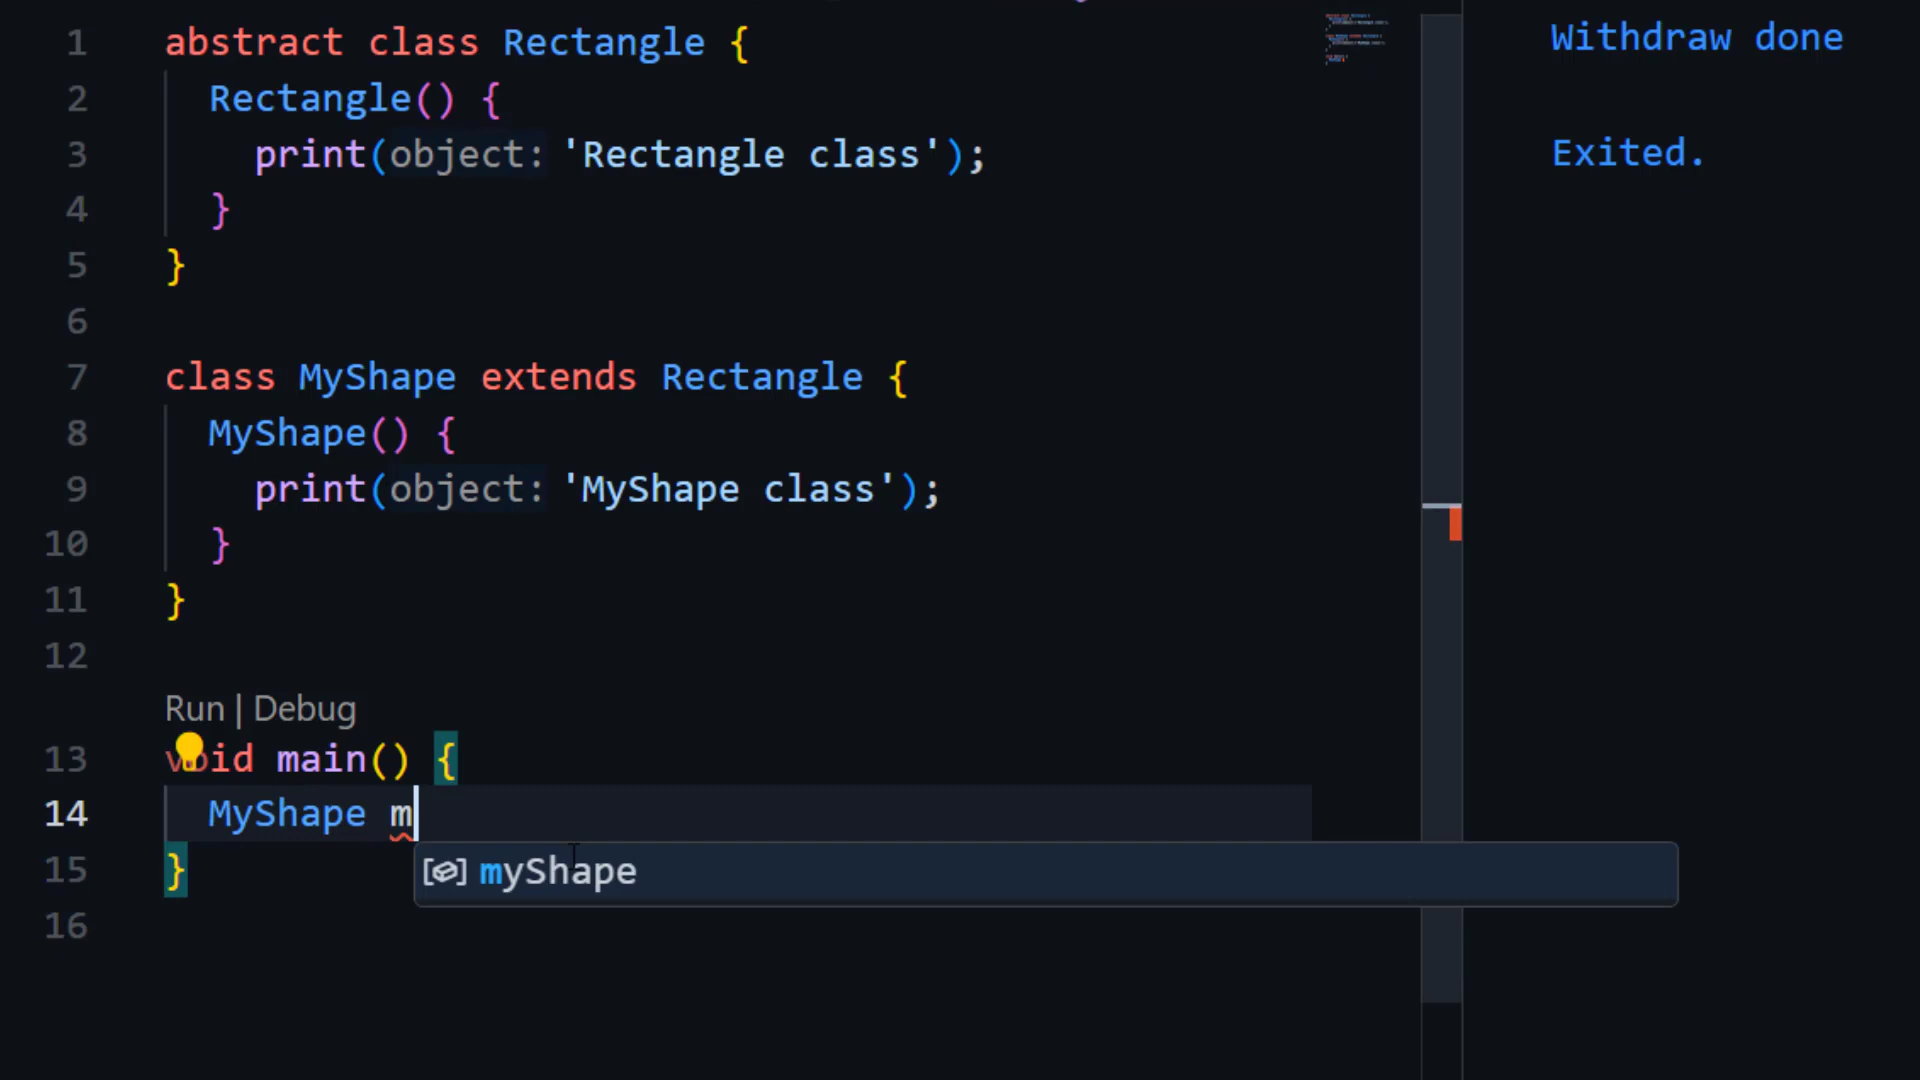 1 abstract class Rectangle {
2 Rectangle() {
3 print(object: 'Rectangle class');
4 }
5 }
6
7 class MyShape extends Rectangle {
8 MyShape() {
9 print(object: 'MyShape class');
10 }
11 }
12
Run | Debug
13 void main() {
14 MyShape m
15 }
myShape
16
Withdraw done
Exited.